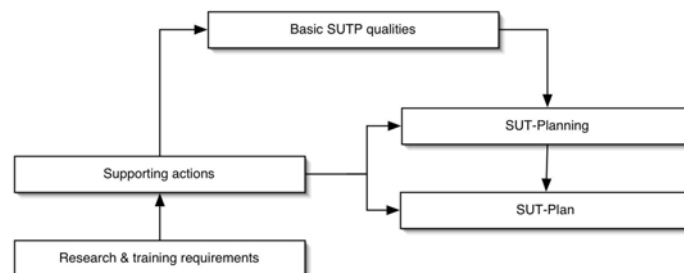 Basic SUTP qualities
SUT-Planning
Supporting actions
SUT-Plan
Research & training requirements